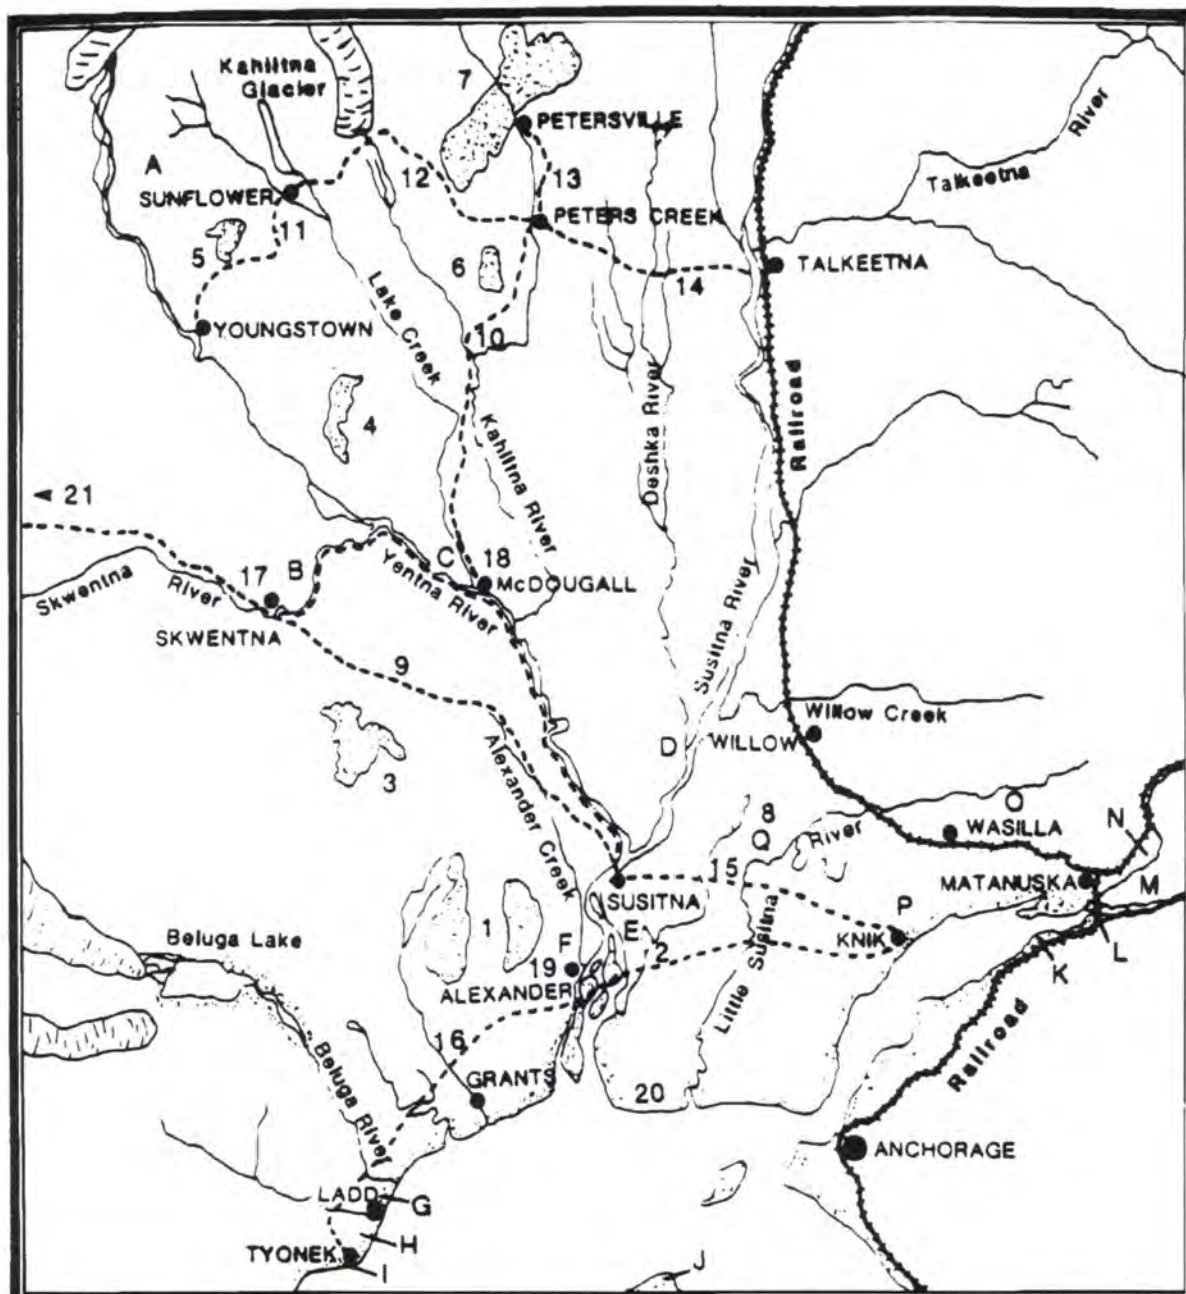 Kahiltna
Glacier
7
PETERSVILLE
River
A
SUNFLOWER
12
13
Talkeetna
5
11
PETERS CREEK
6
14
TALKEETNA
YOUNGSTOWN
Lake Creek
10
4
Kahiltna River
Deshka River
Railroad
21
Skwentna
River
17
B
C
18
McDOUGALL
Yentna River
SKWENTNA
9
Susitna River
3
Alexander Creek
D
WILLOW
Willow Creek
8
Q
River
O
WASILLA
N
15
MATANUSKA
M
SUSITNA
Beluga Lake
1
F
E
P
KNIK
L
K
19
2
Little Susitna
ALEXANDER
16
GRANTS
Beluga River
20
Railroad
ANCHORAGE
LADD
G
H
TYONEK
I
J